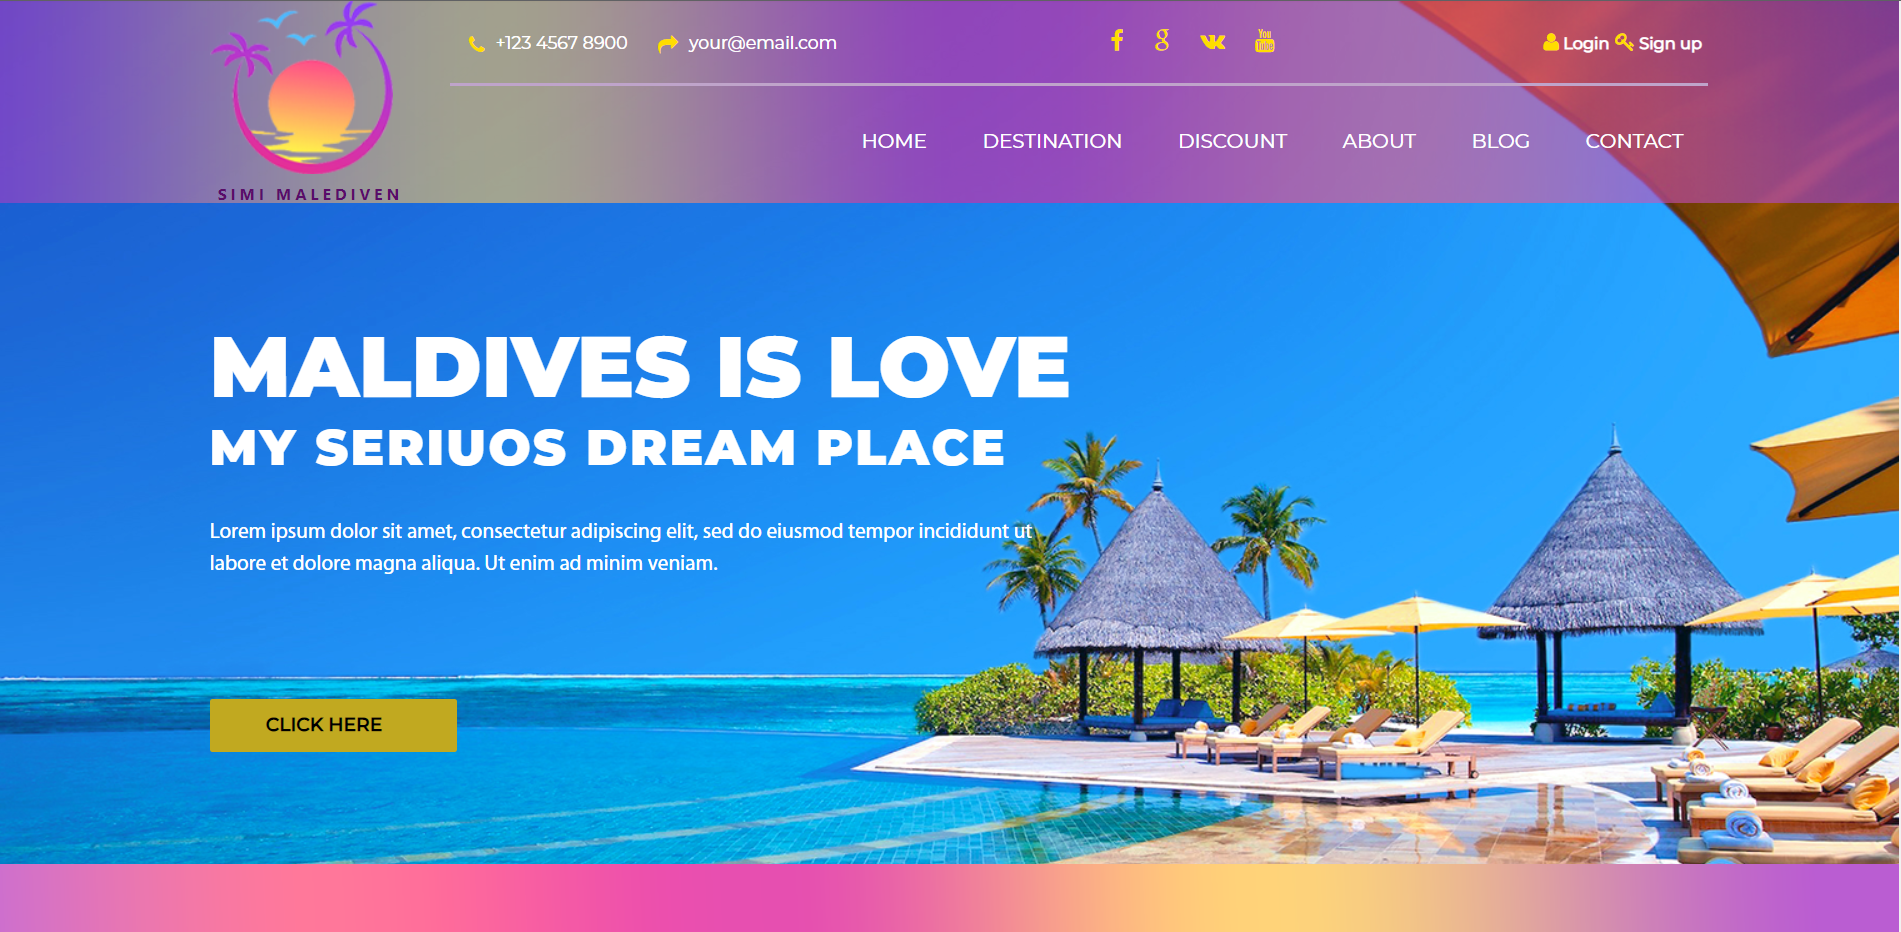 +123 4567 8900 your@email.com You Tube Login Sign up
SIMI MALEDIVEN
HOME DESTINATION DISCOUNT ABOUT BLOG CONTACT
MALDIVES IS LOVE
MY SERIUOS DREAM PLACE
Lorem ipsum dolor sit amet, consectetur adipiscing elit, sed do eiusmod tempor incididunt ut
labore et dolore magna aliqua. Ut enim ad minim veniam.
CLICK HERE